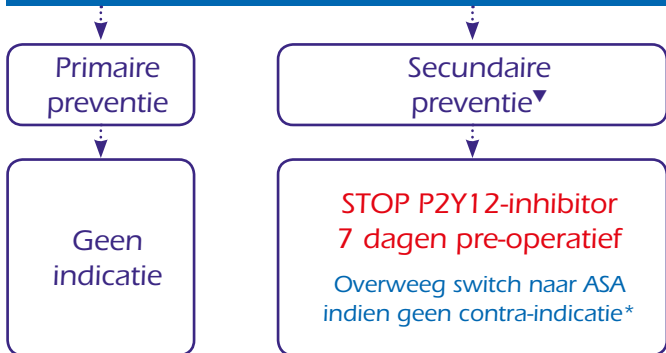 Primaire
preventie
Geen
indicatie
Secundaire
preventie▼
STOP P2Y12-inhibitor
7 dagen pre-operatief
Overweeg switch naar ASA
indien geen contra-indicatie*